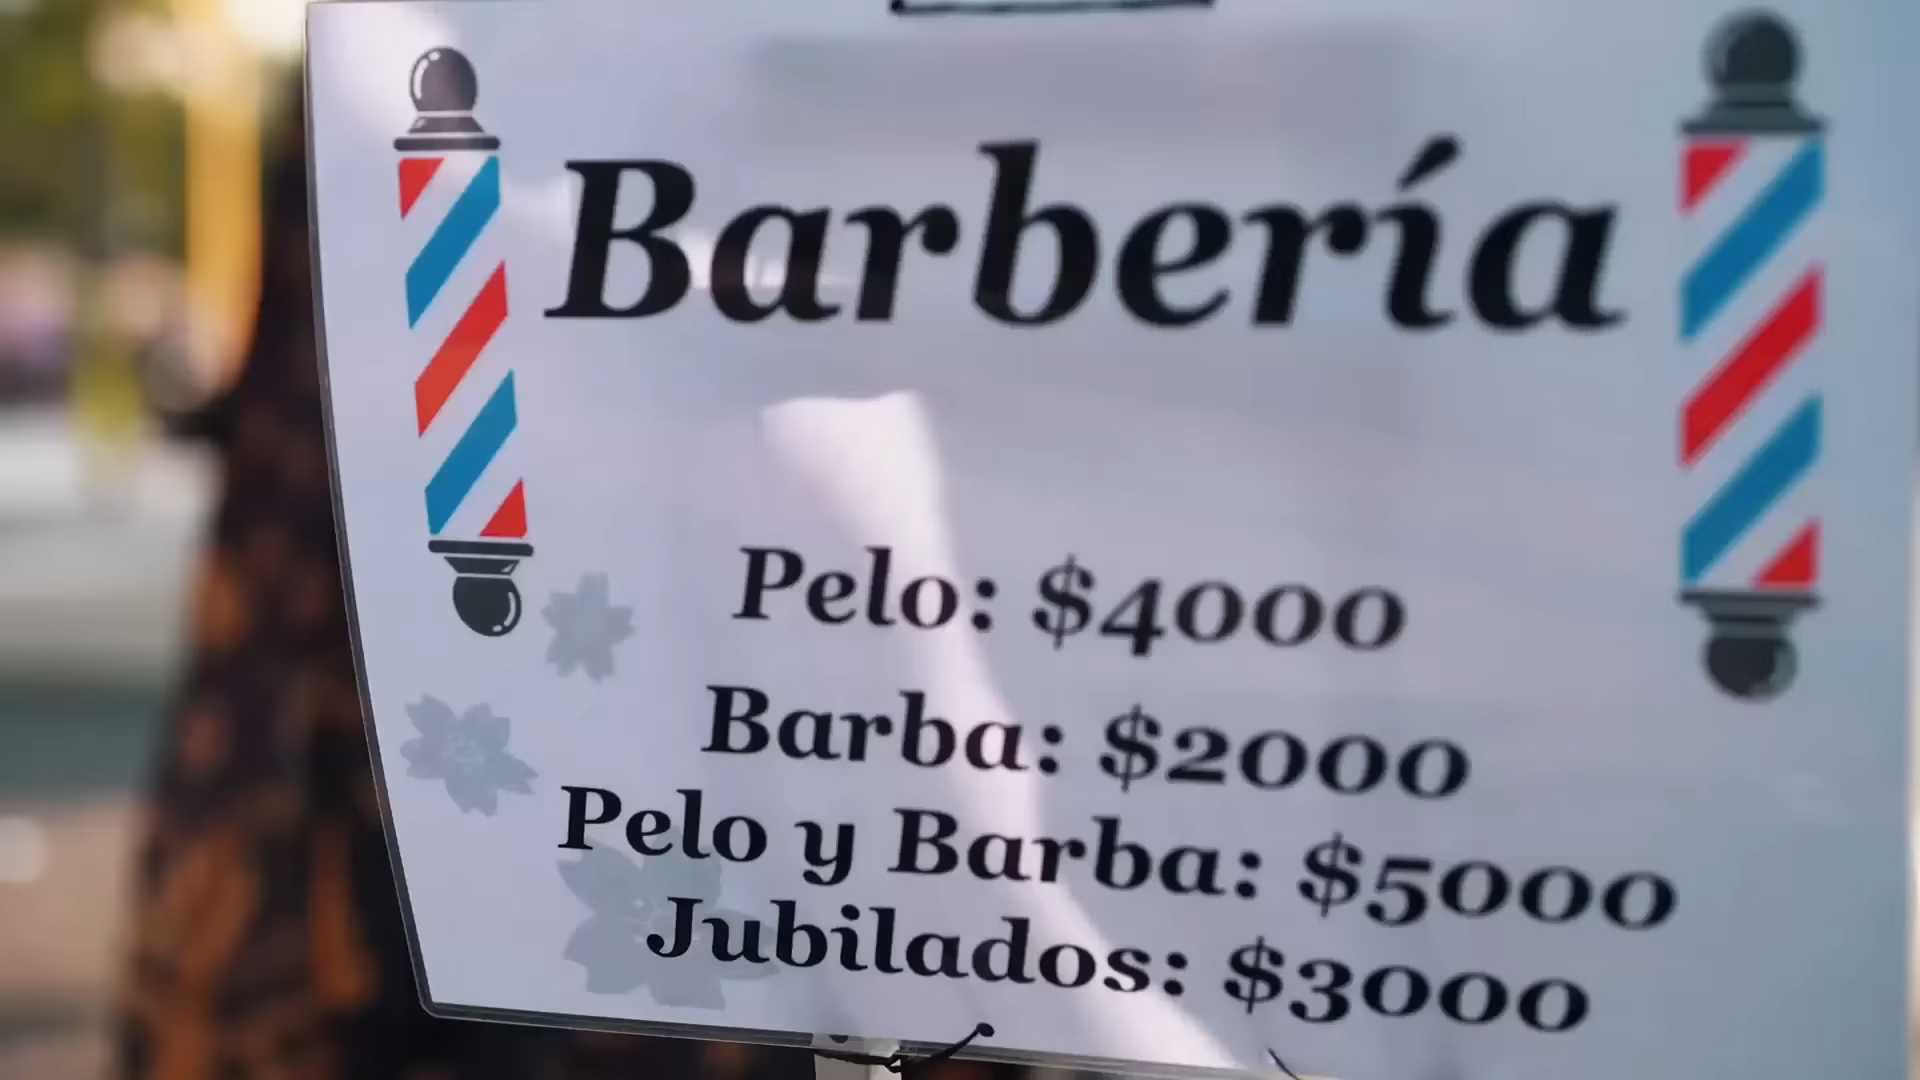 Barbería
Pelo: $4000
Barba: $2000
Pelo y Barba: $5000
Jubilados: $3000